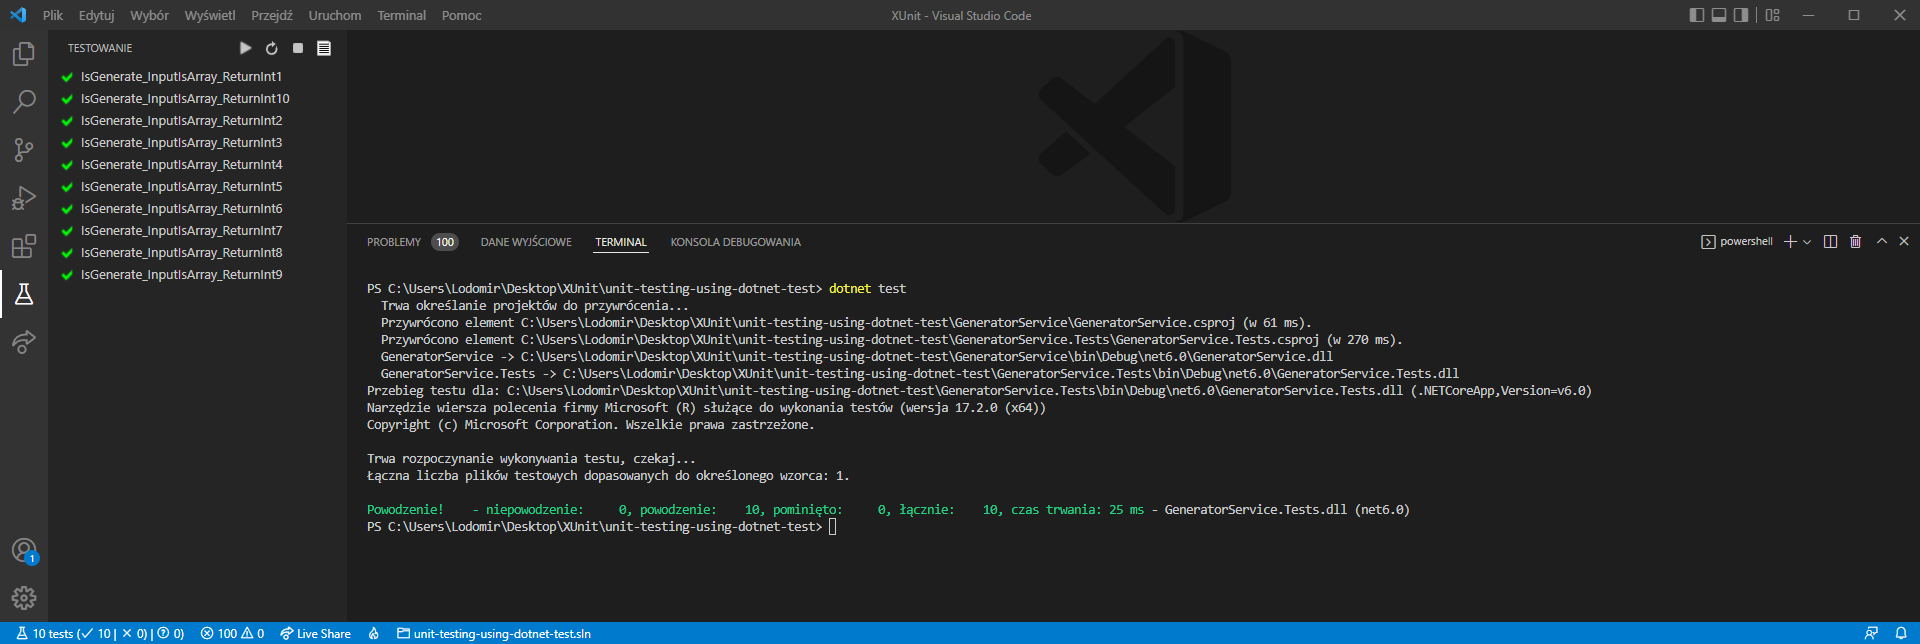 Plik Edytuj Wybór Wyświetl Przejdź Uruchom Terminal Pomoc
XUnit - Visual Studio Code
TESTOWANIE
IsGenerate_InputIsArray_ReturnInt1
IsGenerate_InputIsArray_ReturnInt10
IsGenerate_InputIsArray_ReturnInt2
IsGenerate_InputIsArray_ReturnInt3
IsGenerate_InputIsArray_ReturnInt4
IsGenerate_InputIsArray_ReturnInt5
IsGenerate_InputIsArray_ReturnInt6
IsGenerate_InputIsArray_ReturnInt7
IsGenerate_InputIsArray_ReturnInt8
IsGenerate_InputIsArray_ReturnInt9
PROBLEMY 100 DANE WYJŚCIOWE TERMINAL KONSOLA DEBUGOWANIA
powershell
PS C:\Users\Lodomir\Desktop\XUnit\unit-testing-using-dotnet-test> dotnet test
Trwa określanie projektów do przywrócenia...
Przywrócono element C:\Users\Lodomir\Desktop\XUnit\unit-testing-using-dotnet-test\GeneratorService\GeneratorService.csproj (w 61 ms).
Przywrócono element C:\Users\Lodomir\Desktop\XUnit\unit-testing-using-dotnet-test\GeneratorService.Tests\GeneratorService.Tests.csproj (w 270 ms).
GeneratorService -> C:\Users\Lodomir\Desktop\XUnit\unit-testing-using-dotnet-test\GeneratorService\bin\Debug\net6.0\GeneratorService.dll
GeneratorService.Tests -> C:\Users\Lodomir\Desktop\XUnit\unit-testing-using-dotnet-test\GeneratorService.Tests\bin\Debug\net6.0\GeneratorService.Tests.dll
Przebieg testu dla: C:\Users\Lodomir\Desktop\XUnit\unit-testing-using-dotnet-test\GeneratorService.Tests\bin\Debug\net6.0\GeneratorService.Tests.dll (.NETCoreApp,Version=v6.0)
Narzędzie wiersza polecenia firmy Microsoft (R) służące do wykonania testów (wersja 17.2.0 (x64))
Copyright (c) Microsoft Corporation. Wszelkie prawa zastrzeżone.
Trwa rozpoczynanie wykonywania testu, czekaj...
Łączna liczba plików testowych dopasowanych do określonego wzorca: 1.
Powodzenie! - niepowodzenie: 0, powodzenie: 10, pominięto: 0, łącznie: 10, czas trwania: 25 ms - GeneratorService.Tests.dll (net6.0)
PS C:\Users\Lodomir\Desktop\XUnit\unit-testing-using-dotnet-test>
1
10 tests (✓ 10 | ✕ 0) | ? 0) 100 0 Live Share unit-testing-using-dotnet-test.sln